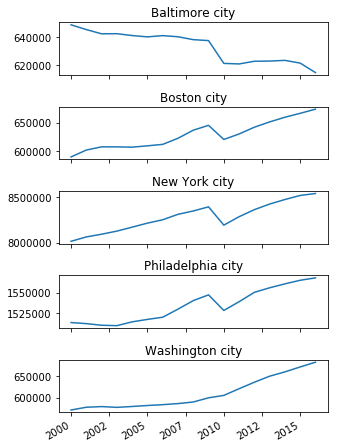 Baltimore city
640000
620000
Boston city
650000
600000
New York city
8500000
8000000
Philadelphia city
1550000
1525000
Washington city
650000
600000
2000 2002 2005 2007 2010 2012 2015